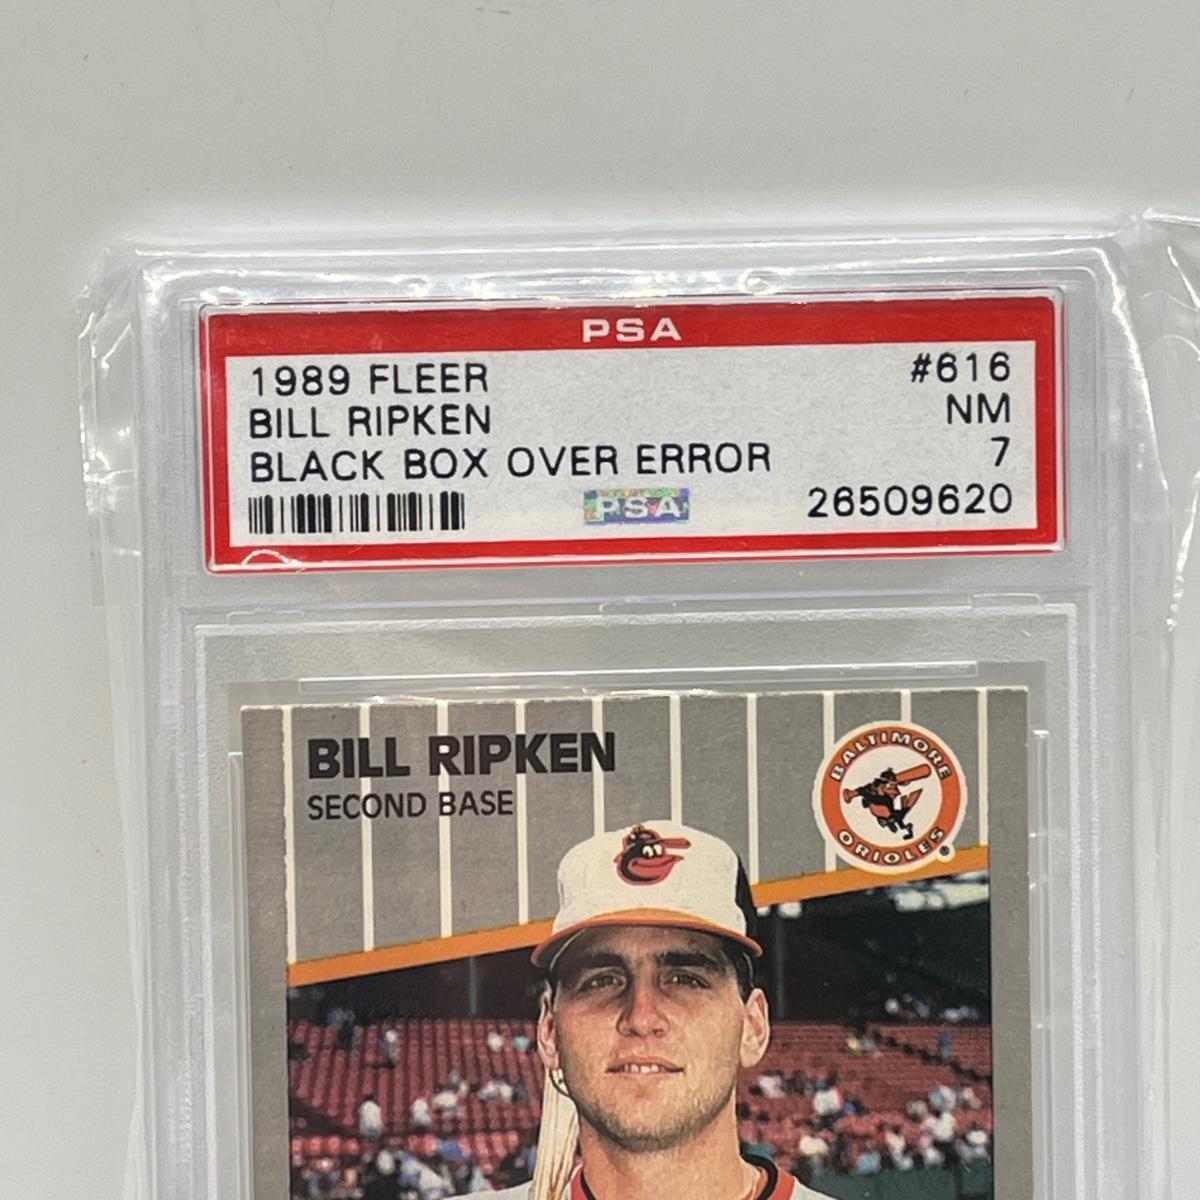 PSA
1989 FLEER #616
BILL RIPKEN NM
BLACK BOX OVER ERROR 7
PSA 26509620
BILL RIPKEN
SECOND BASE
BALTIMORE
ORIOLES